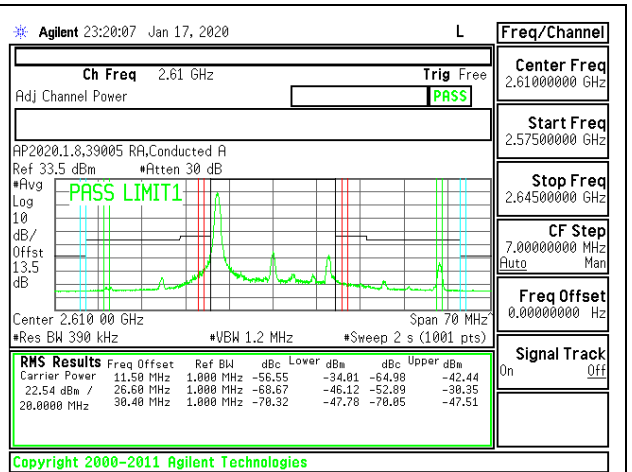 Agilent 23:20:07 Jan 17, 2020 L
Freq/Channel
Ch Freq 2.61 GHz Trig Free
Adj Channel Power PASS
Center Freq
2.61000000 GHz
Start Freq
2.57500000 GHz
Stop Freq
2.64500000 GHz
CF Step
7.00000000 MHz
Auto Man
Freq Offset
0.00000000 Hz
Signal Track
On Off
AP2020.1.8,39005 RA,Conducted A
Ref 33.5 dBm #Atten 30 dB
#Avg
Log
10
dB/
Offst
13.5
dB
PASS LIMIT1
Center 2.610 00 GHz Span 70 MHz
#Res BW 390 kHz #VBW 1.2 MHz #Sweep 2 s (1001 pts)
RMS Results Freq Offset Ref BW dBc Lower dBm dBc Upper dBm
Carrier Power 11.50 MHz 1.000 MHz -56.55 -34.01 -64.98 -42.44
22.54 dBm / 26.60 MHz 1.000 MHz -68.67 -46.12 -52.89 -30.35
20.0000 MHz 30.40 MHz 1.000 MHz -70.32 -47.78 -70.05 -47.51
Copyright 2000-2011 Agilent Technologies